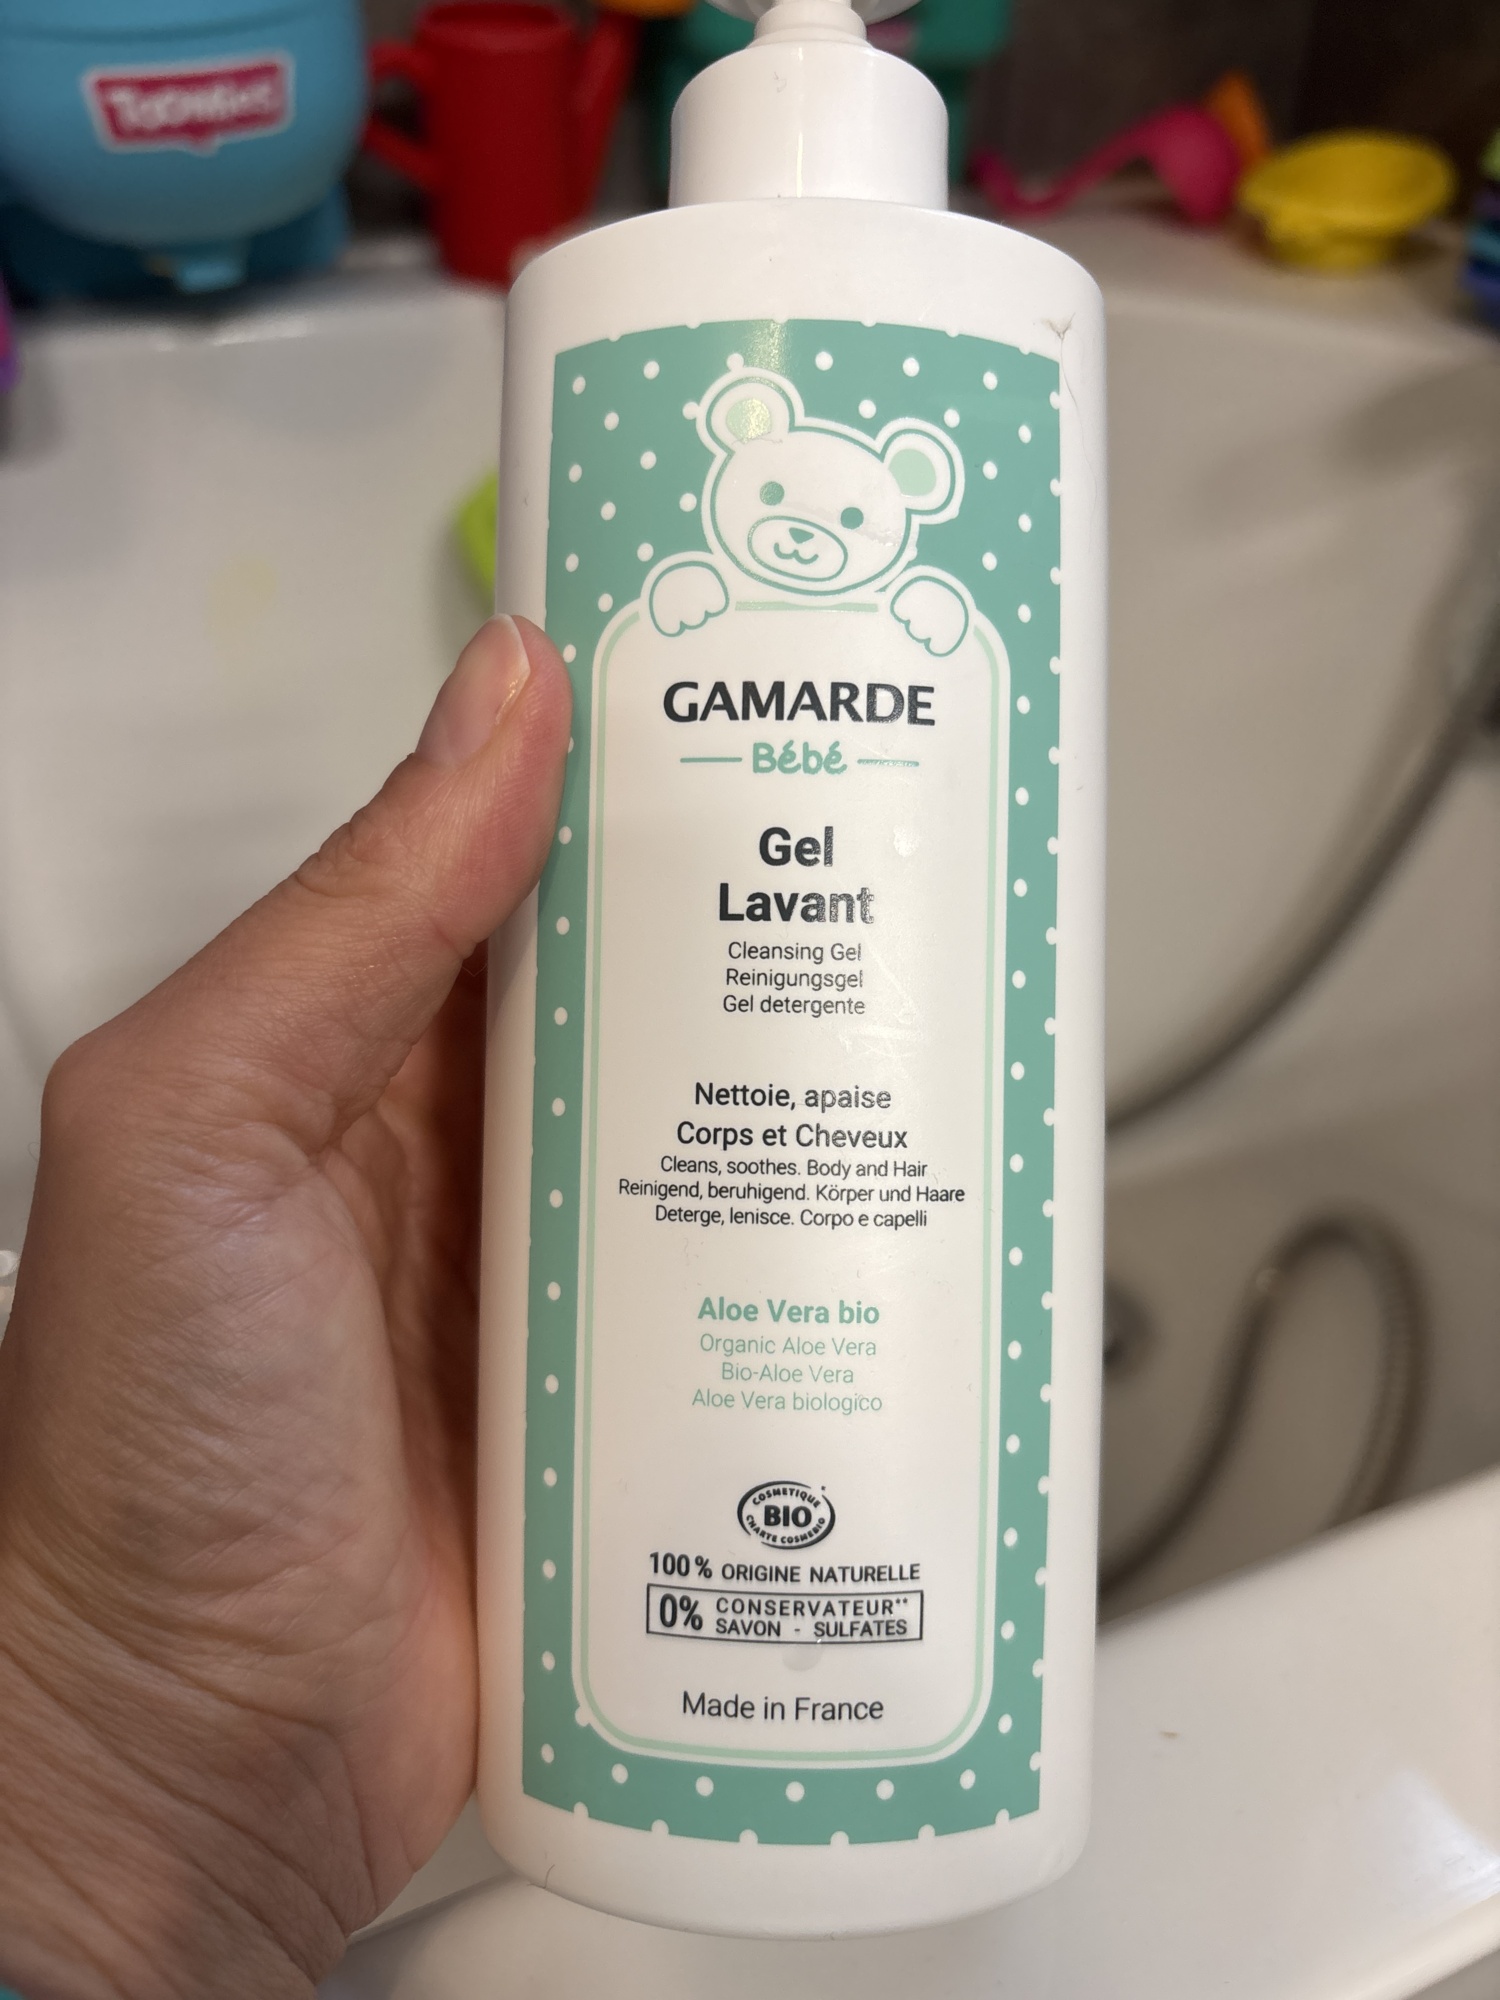 Toomies
GAMARDE
Bébé
Gel
Lavant
Cleansing Gel
Reinigungsgel
Gel detergente
Nettoie, apaise
Corps et Cheveux
Cleans, soothes. Body and Hair
Reinigend, beruhigend. Körper und Haare
Deterge, lenisce. Corpo e capelli
Aloe Vera bio
Organic Aloe Vera
Bio-Aloe Vera
Aloe Vera biologico
COSMETIQUE
BIO
CHARTE COSMEBIO
100% ORIGINE NATURELLE
0% CONSERVATEUR**
SAVON - SULFATES
Made in France